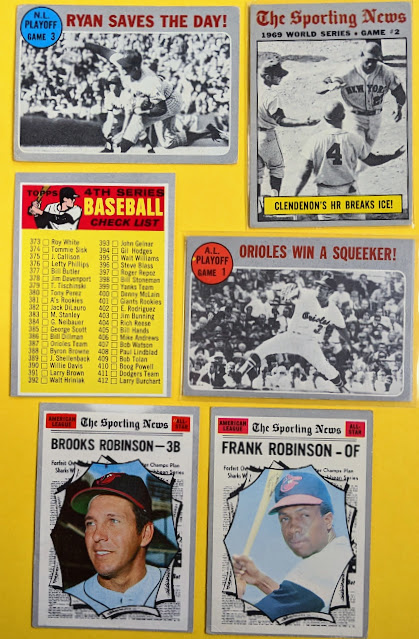 N.L.
PLAYOFF
GAME 3
RYAN SAVES THE DAY!
The Sporting News
1969 WORLD SERIES • GAME #2
NEW YORK
4
CLENDENON'S HR BREAKS ICE!
TOPPS
4TH SERIES
BASEBALL
CHECK LIST
373 Roy White
374 Tommie Sisk
375 J. Callison
376 Lefty Phillips
377 Bill Butler
378 Jim Davenport
379 T. Tischinski
380 Tony Perez
381 A's Rookies
382 Jack DiLauro
383 M. Stanley
384 C. Neibauer
385 George Scott
386 Bill Dillman
387 Orioles Team
388 Byron Browne
389 J. Shellenback
390 Willie Davis
391 Larry Brown
392 Walt Hriniak
393 John Gelnar
394 Gil Hodges
395 Walt Williams
396 Steve Blass
397 Roger Repoz
398 Bill Stoneman
399 Yanks Team
400 Denny McLain
401 Giants Rookies
402 E. Rodriguez
403 Jim Bunning
404 Rich Reese
405 Bill Hands
406 Mike Andrews
407 Bob Watson
408 Paul Lindblad
409 Bob Tolan
410 Boog Powell
411 Dodgers Team
412 Larry Burchart
A.L.
PLAYOFF
GAME 1
ORIOLES WIN A SQUEEKER!
Orioles
AMERICAN LEAGUE
The Sporting News
ALL-STAR
BROOKS ROBINSON—3B
AMERICAN LEAGUE
The Sporting News
ALL-STAR
FRANK ROBINSON - OF